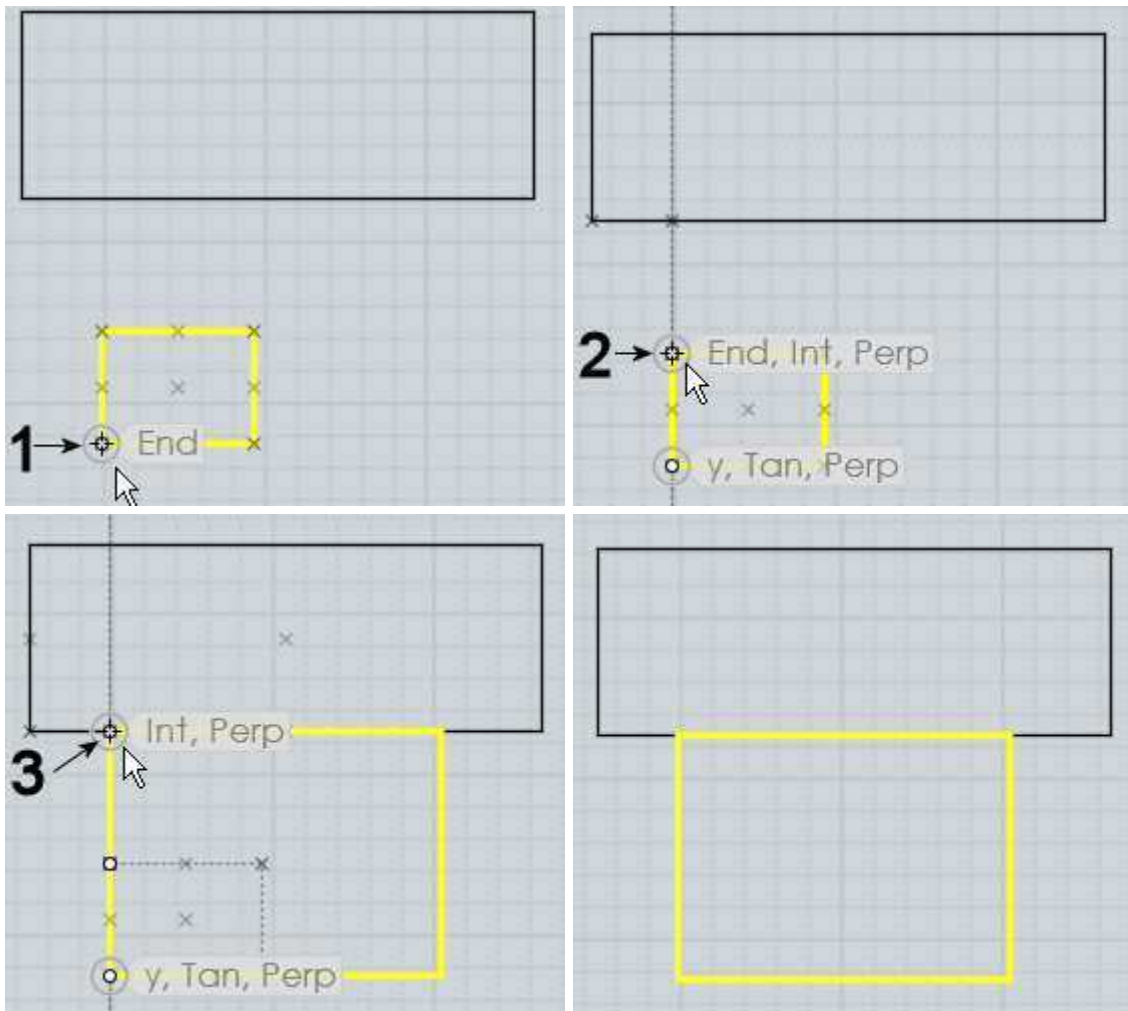 1 End
2 End, Int, Perp
y, Tan, Perp
Int, Perp
3
y, Tan, Perp